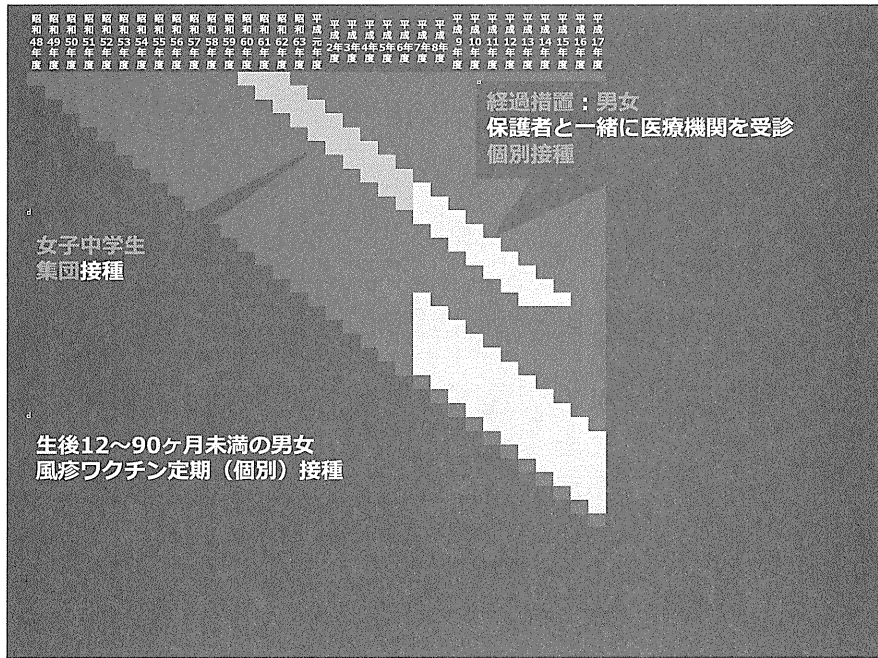 昭和48年度 昭和49年度 昭和50年度 昭和51年度 昭和52年度 昭和53年度 昭和54年度 昭和55年度 昭和56年度 昭和57年度 昭和58年度 昭和59年度 昭和60年度 昭和61年度 昭和62年度 昭和63年度 平成元年度 平成2年度 平成3年度 平成4年度 平成5年度 平成6年度 平成7年度 平成8年度 平成9年度 平成10年度 平成11年度 平成12年度 平成13年度 平成14年度 平成15年度 平成16年度 平成17年度
経過措置：男女
保護者と一緒に医療機関を受診
個別接種
女子中学生
集団接種
生後12～90ヶ月未満の男女
風疹ワクチン定期（個別）接種